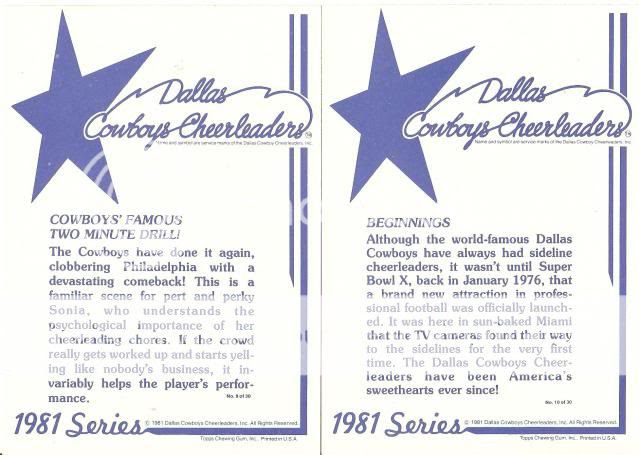 Dallas
Cowboys Cheerleaders
Name and symbol are service marks of the Dallas Cowboy Cheerleaders, Inc.
COWBOYS' FAMOUS
TWO MINUTE DRILL!
The Cowboys have done it again,
clobbering Philadelphia with a
devastating comeback! This is a
familiar scene for pert and perky
Sonia, who understands the
psychological importance of her
cheerleading chores. If the crowd
really gets worked up and starts yell-
ing like nobody's business, it in-
variably helps the player's perfor-
mance.
No. 9 of 30
1981 Series
© 1981 Dallas Cowboys Cheerleaders, Inc. All Rights Reserved.
Topps Chewing Gum, Inc., Printed in U.S.A.
Dallas
Cowboys Cheerleaders
Name and symbol are service marks of the Dallas Cowboy Cheerleaders, Inc.
BEGINNINGS
Although the world-famous Dallas
Cowboys have always had sideline
cheerleaders, it wasn't until Super
Bowl X, back in January 1976, that
a brand new attraction in profes-
sional football was officially launch-
ed. It was here in sun-baked Miami
that the TV cameras found their way
to the sidelines for the very first
time. The Dallas Cowboys Cheer-
leaders have been America's
sweethearts ever since!
No. 10 of 30
1981 Series
© 1981 Dallas Cowboys Cheerleaders, Inc. All Rights Reserved.
Topps Chewing Gum, Inc., Printed in U.S.A.